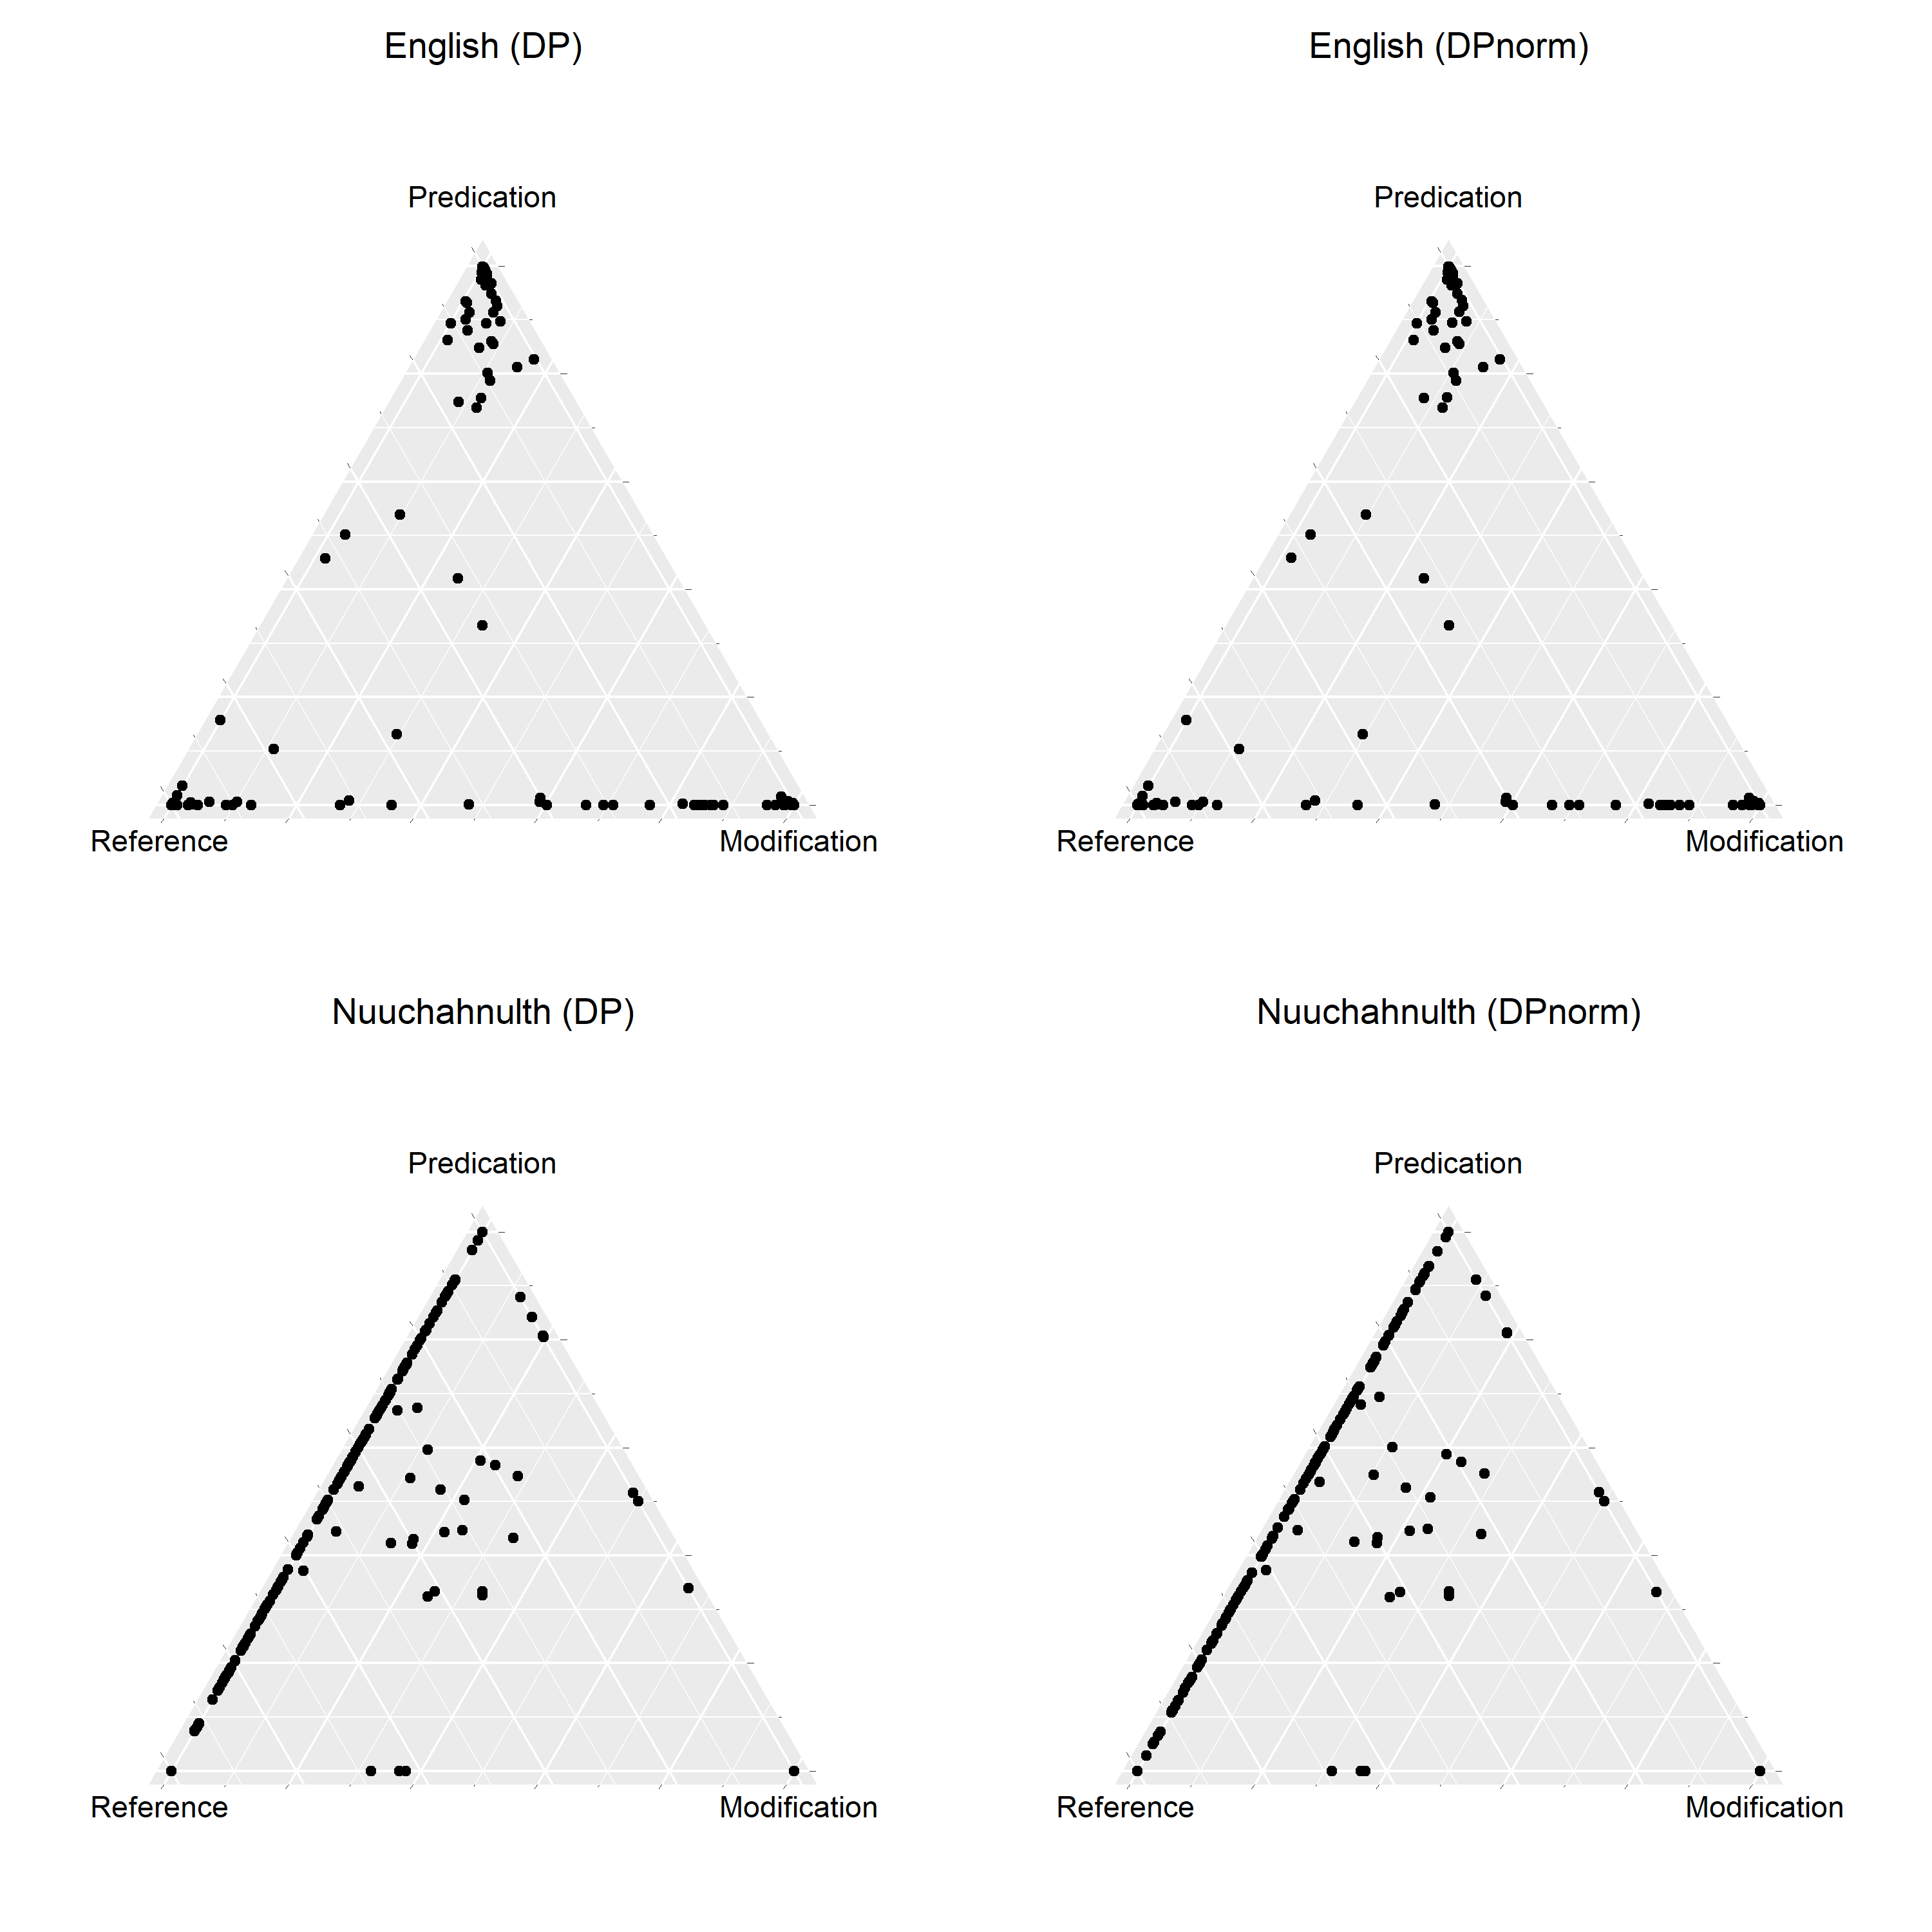 English (DP)
English (DPnorm)
Predication
Predication
Reference
Modification
Reference
Modification
Nuuchahnulth (DP)
Nuuchahnulth (DPnorm)
Predication
Predication
Reference
Modification
Reference
Modification